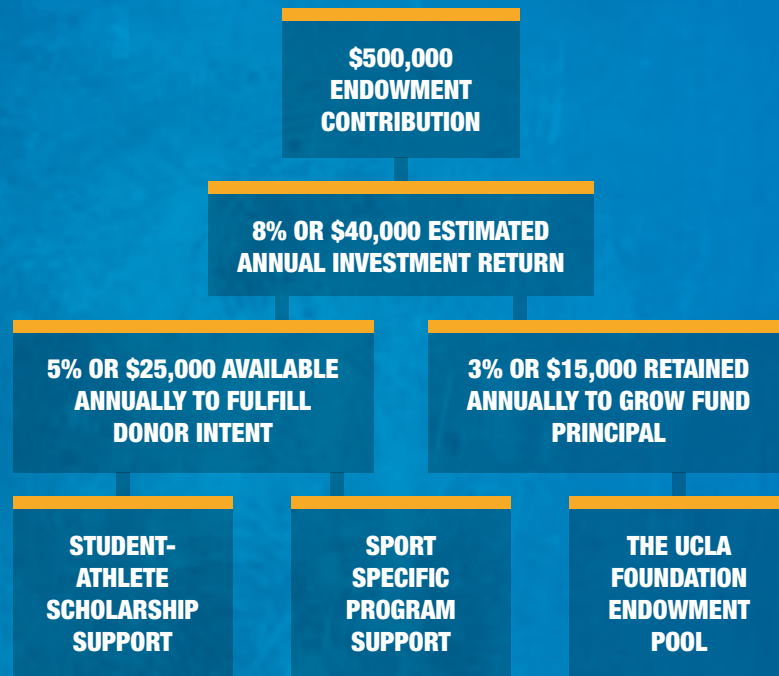 $500,000
ENDOWMENT
CONTRIBUTION
8% OR $40,000 ESTIMATED
ANNUAL INVESTMENT RETURN
5% OR $25,000 AVAILABLE
ANNUALLY TO FULFILL
DONOR INTENT
3% OR $15,000 RETAINED
ANNUALLY TO GROW FUND
PRINCIPAL
STUDENT-
ATHLETE
SCHOLARSHIP
SUPPORT
SPORT
SPECIFIC
PROGRAM
SUPPORT
THE UCLA
FOUNDATION
ENDOWMENT
POOL